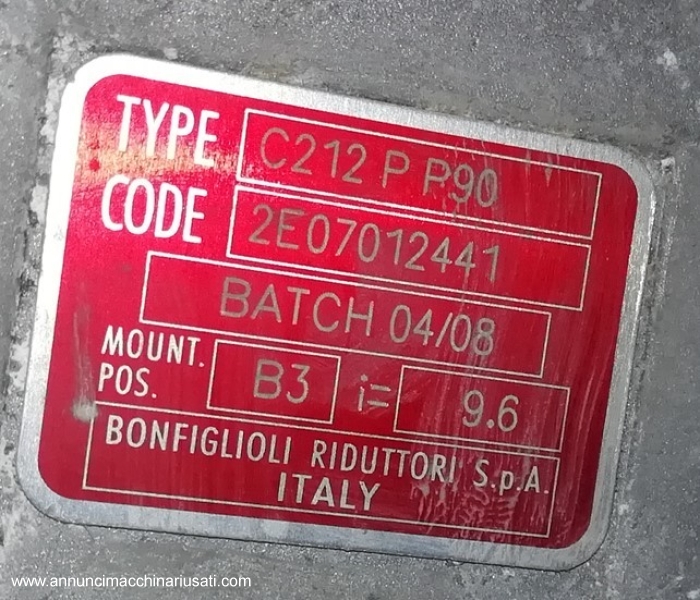 TYPE C212 P P90
CODE 2E07012441
BATCH 04/08
MOUNT. POS. B3 i= 9.6
BONFIGLIOLI RIDUTTORI S.p.A.
ITALY
www.annuncimacchinariusati.com